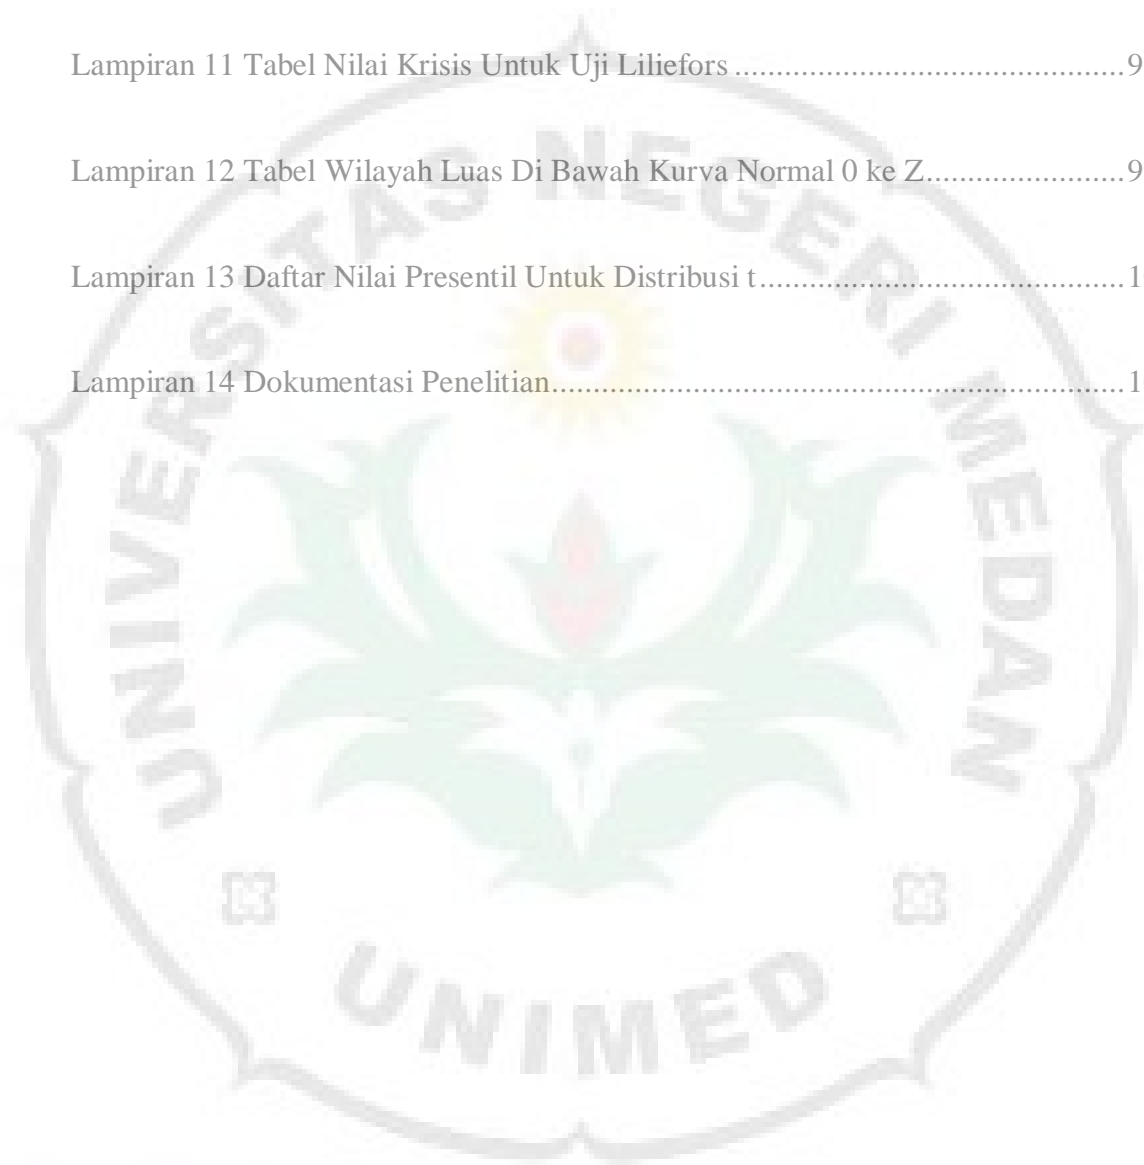 Lampiran 11 Tabel Nilai Krisis Untuk Uji Liliefors ............................................ 9
Lampiran 12 Tabel Wilayah Luas Di Bawah Kurva Normal 0 ke Z...................... 9
Lampiran 13 Daftar Nilai Presentil Untuk Distribusi t........................................ 1
Lampiran 14 Dokumentasi Penelitian............................................................... 1
UNIVERSITAS NEGERI MEDAN
UNIMED